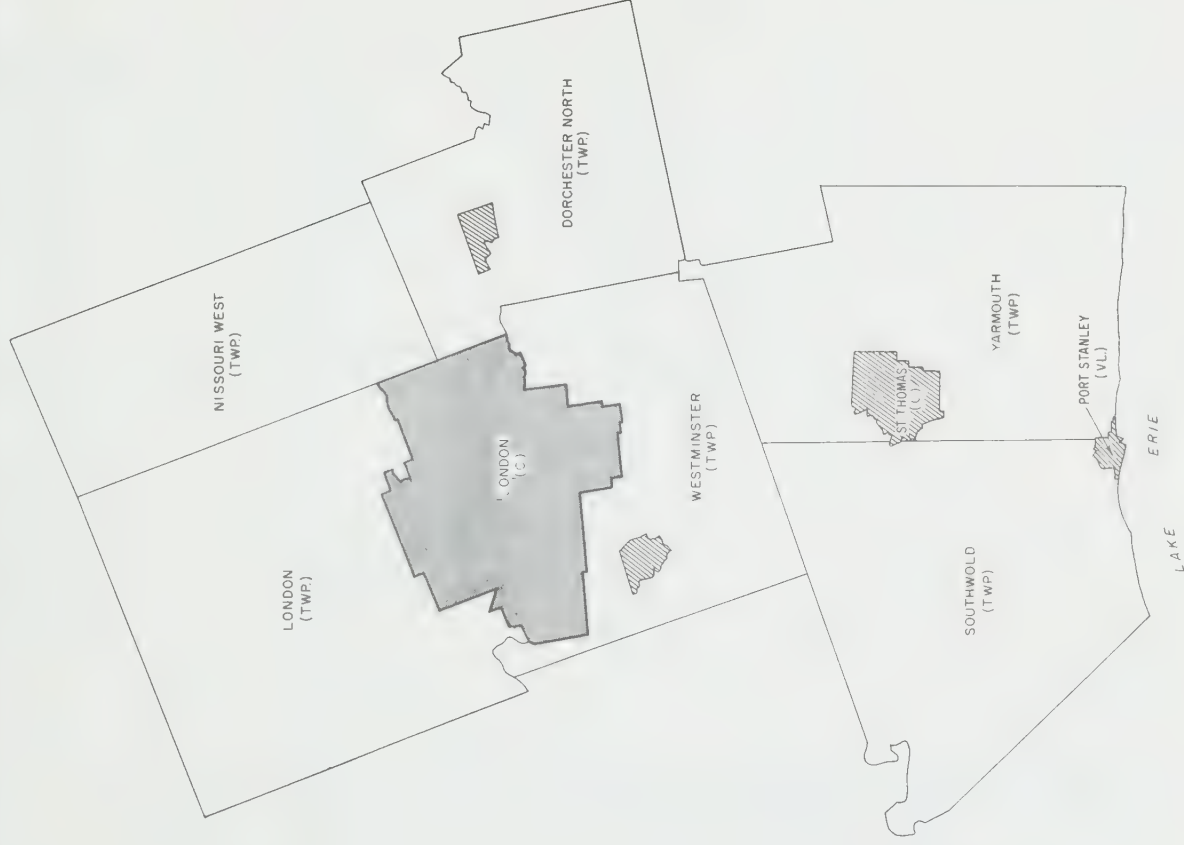 NISSOURI WEST
(TWP.)
LONDON
(TWP.)
DORCHESTER NORTH
(TWP.)
LONDON
(C)
WESTMINSTER
(TWP)
ST THOMAS
YARMOUTH
(TWP)
PORT STANLEY
(VL.)
SOUTHWOLD
(TWP)
LAKE ERIE